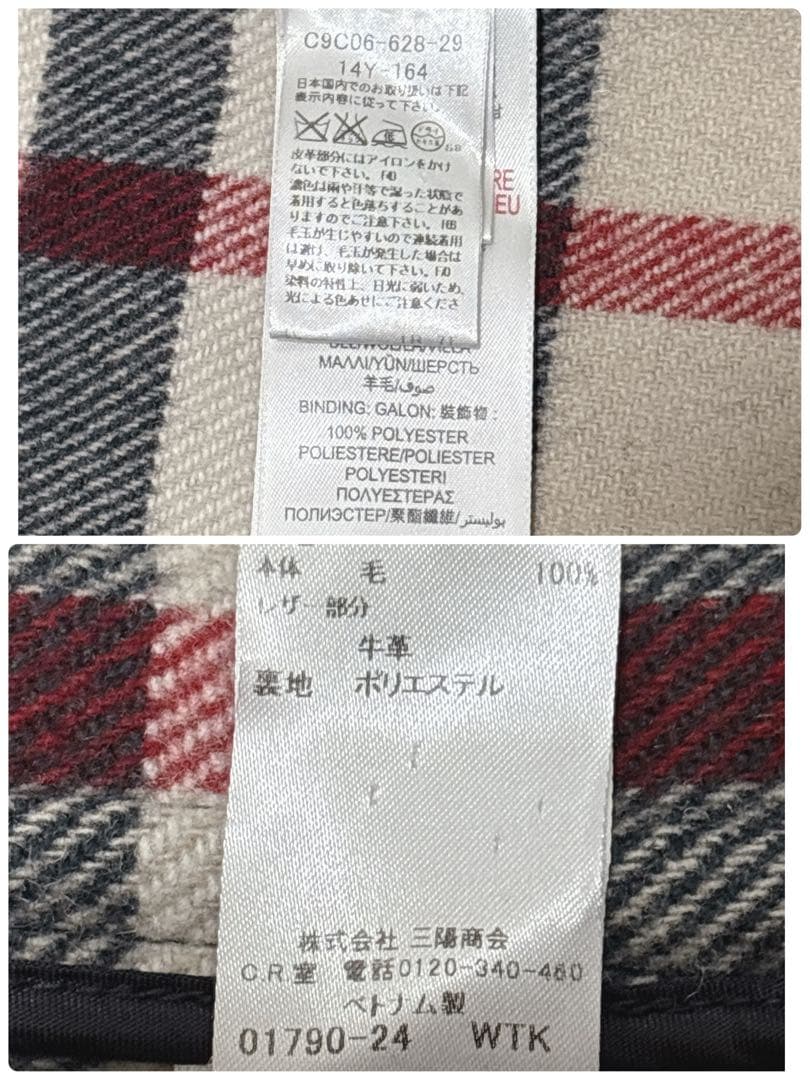 C9C06-628-29
14Y-164
日本国内でのお取り扱いは下記
表示内容に従って下さい。
皮革部分にはアイロンをかけ
ないで下さい。F40
濃色は雨や汗等で湿った状態で
着用すると色落ちすることがあ
りますのでご注意下さい。
毛玉が生じやすいので連続着用
は避け、毛玉が発生した場合は
早めに取り除いて下さい。
染料の特性上、日光に弱いため、
光による色あせにご注意くださ
RE
EU
ΜΑΛΛΙ/YÜN/ШЕРСТЬ
羊毛/صوف
BINDING: GALON: 裝飾物 :
100% POLYESTER
POLIESTERE/POLIESTER
POLYESTERI
ΠΟΛΥΕΣΤΕΡΑΣ
ПОЛИЭСТЕР/聚酯纖維/بوليستر
本体 毛 100%
レザー部分
牛革
裏地 ポリエステル
株式会社 三陽商会
C.R室 電話0120-340-460
ベトナム製
01790-24 WTK